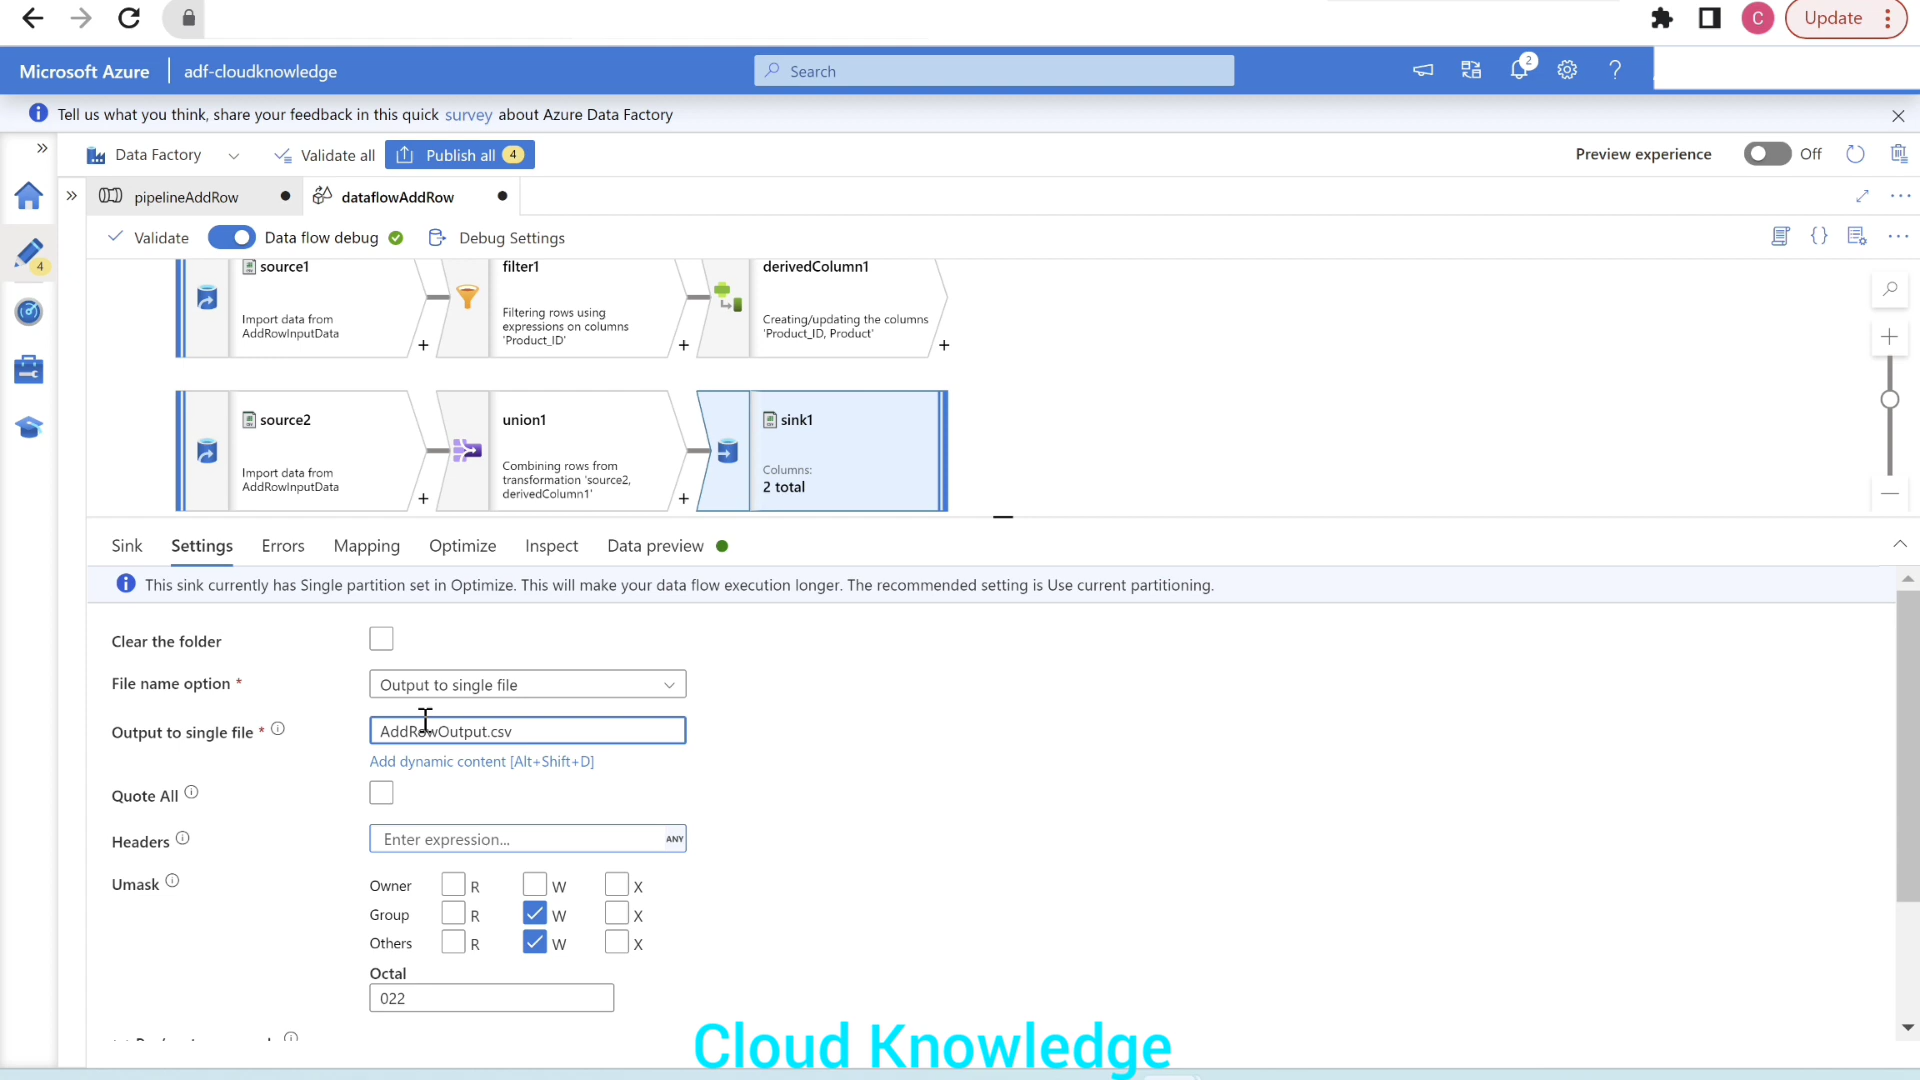 C
Update
Microsoft Azure
adf-cloudknowledge
Search
2
Tell us what you think, share your feedback in this quick survey about Azure Data Factory
Data Factory
Validate all
Publish all 4
Preview experience
Off
4
pipelineAddRow
dataflowAddRow
Validate
Data flow debug
Debug Settings
source1
Import data from
AddRowInputData
filter1
Filtering rows using
expressions on columns
'Product_ID'
derivedColumn1
Creating/updating the columns
'Product_ID, Product'
source2
Import data from
AddRowInputData
union1
Combining rows from
transformation 'source2,
derivedColumn1'
sink1
Columns:
2 total
Sink
Settings
Errors
Mapping
Optimize
Inspect
Data preview
This sink currently has Single partition set in Optimize. This will make your data flow execution longer. The recommended setting is Use current partitioning.
Clear the folder
File name option *
Output to single file
Output to single file *
AddRowOutput.csv
Add dynamic content [Alt+Shift+D]
Quote All
Headers
Enter expression...
ANY
Umask
Owner R W X
Group R W X
Others R W X
Octal
022
Cloud Knowledge